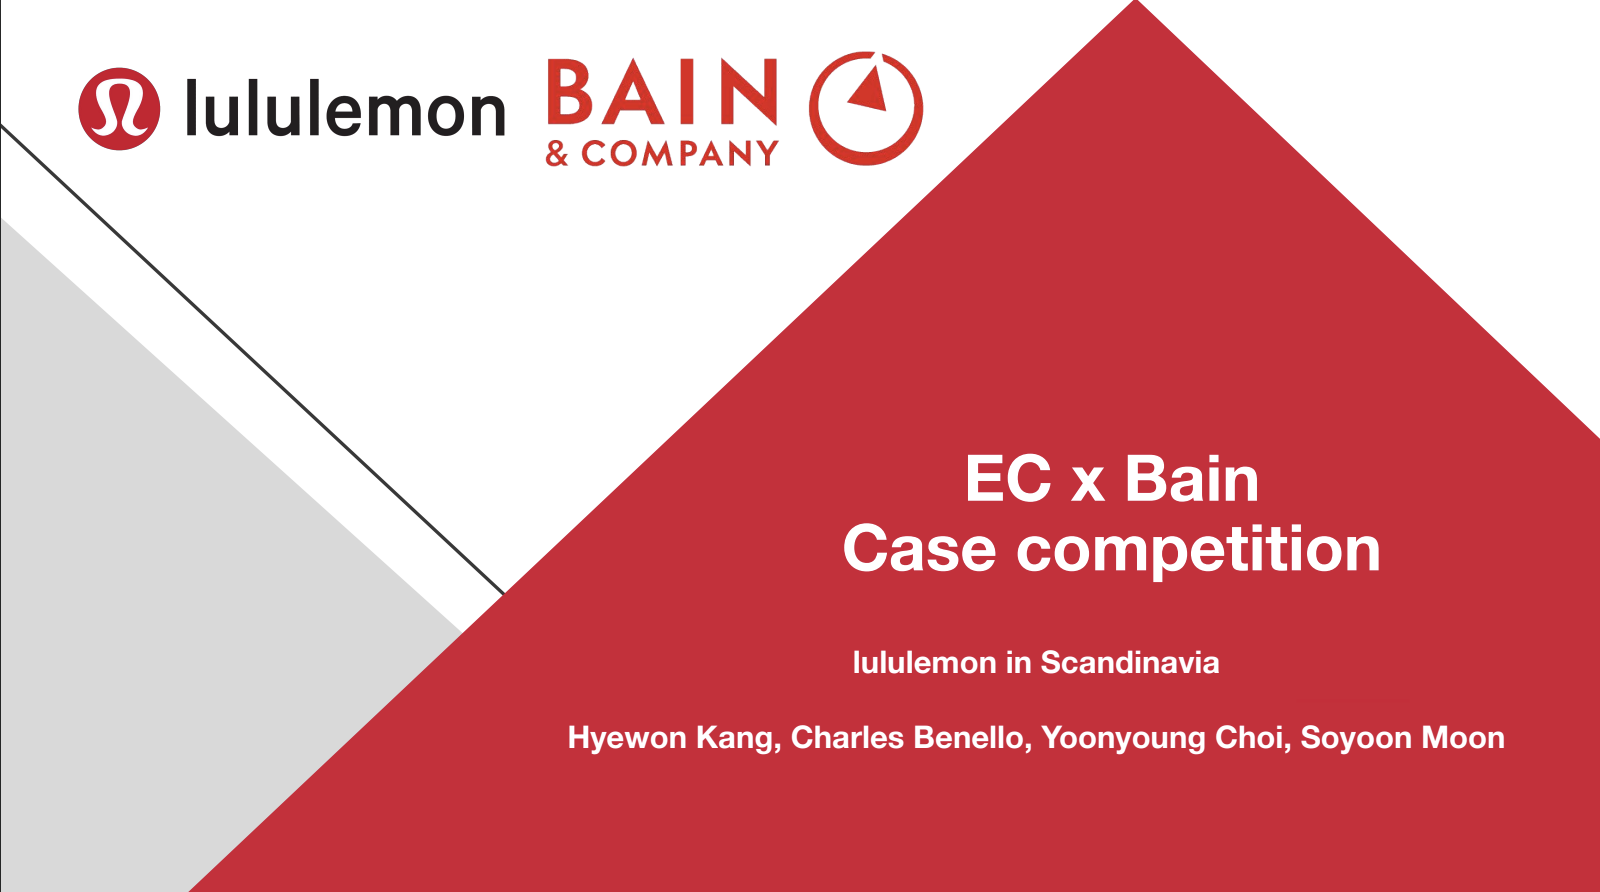 lululemon
BAIN
& COMPANY
EC x Bain
Case competition
lululemon in Scandinavia
Hyewon Kang, Charles Benello, Yoonyoung Choi, Soyoon Moon